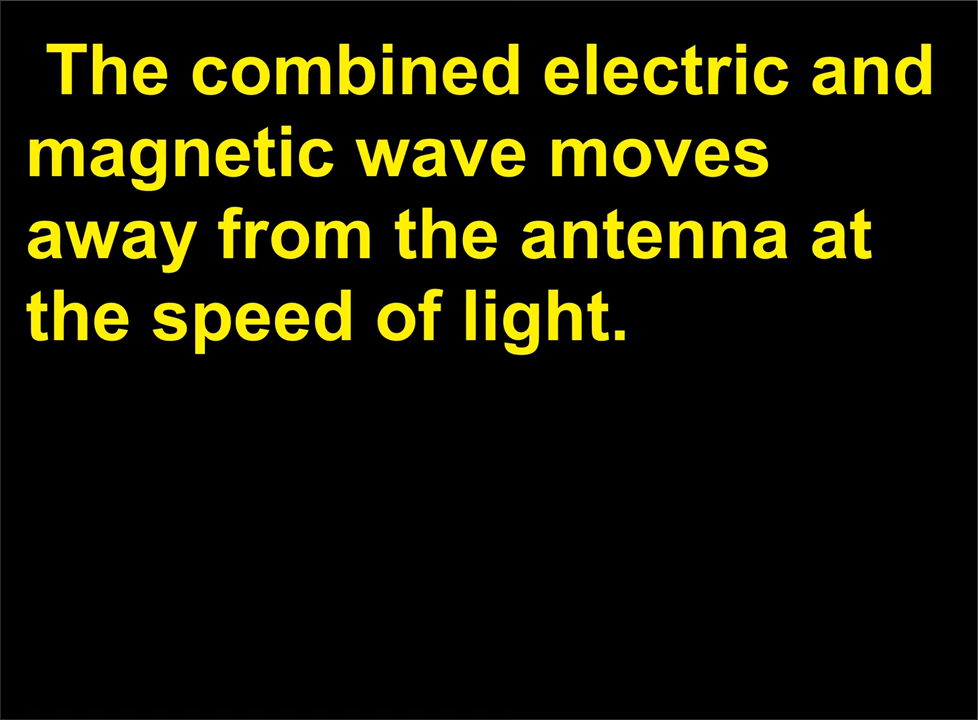 The combined electric and
magnetic wave moves
away from the antenna at
the speed of light.